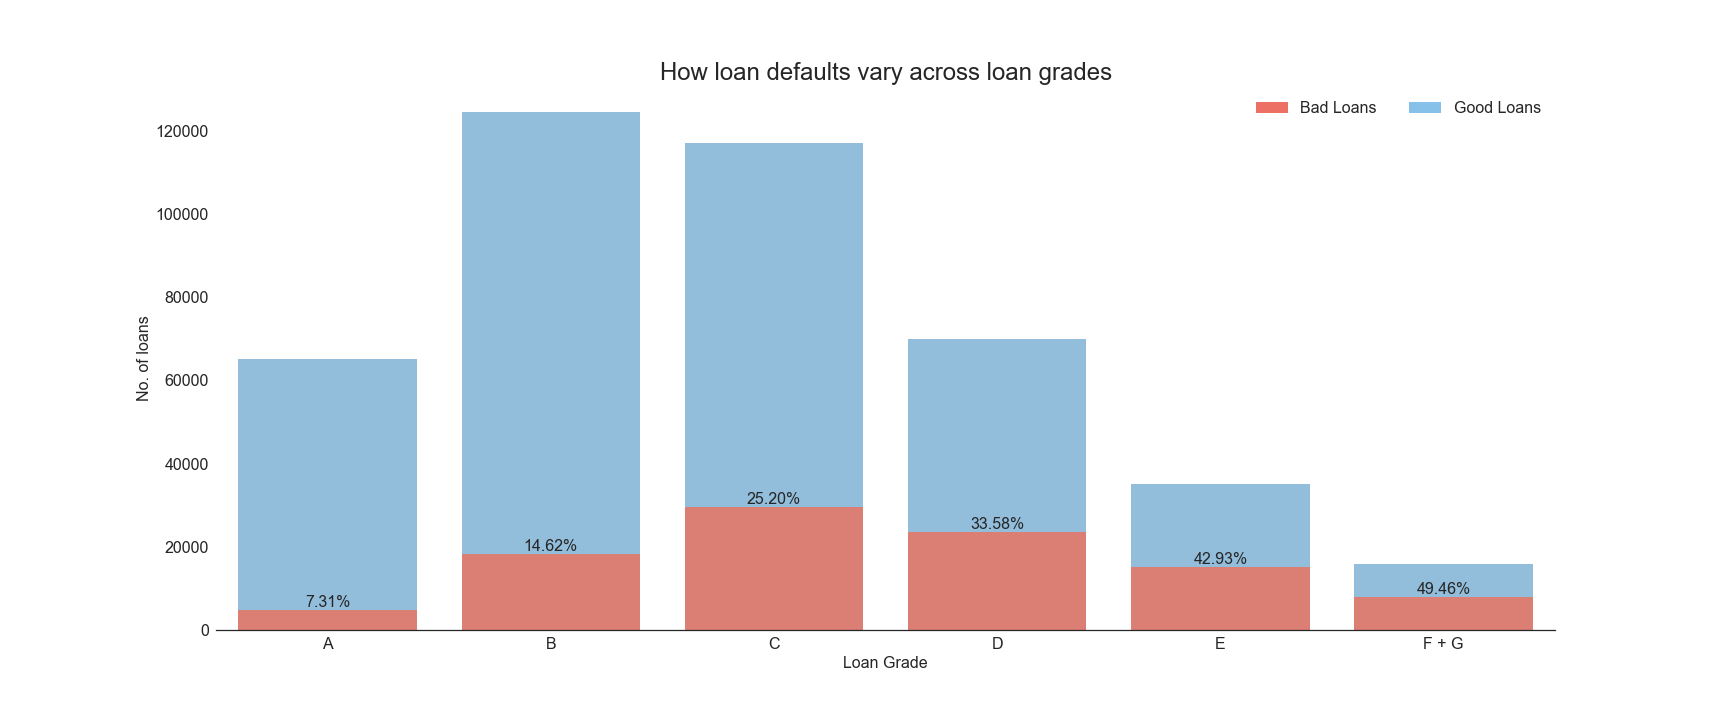 How loan defaults vary across loan grades
Bad Loans Good Loans
120000
100000
80000
60000
40000
20000
0
No. of loans
7.31%
14.62%
25.20%
33.58%
42.93%
49.46%
A B C D E F + G
Loan Grade